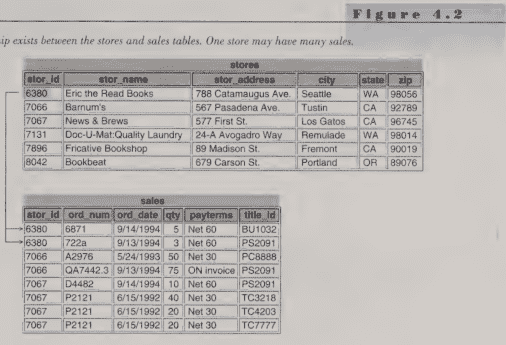 Figure 4.2
ip exists between the stores and sales tables. One store may have many sales.
stores
stor_id stor_name stor_address city state zip
6380 Eric the Read Books 788 Catamaugus Ave. Seattle WA 98056
7066 Barnum's 567 Pasadena Ave. Tustin CA 92789
7067 News & Brews 577 First St. Los Gatos CA 96745
7131 Doc-U-Mat:Quality Laundry 24-A Avogadro Way Remulade WA 98014
7896 Fricative Bookshop 89 Madison St. Fremont CA 90019
8042 Bookbeat 679 Carson St. Portland OR 89076
sales
stor_id ord_num ord_date qty payterms title_id
6380 6871 9/14/1994 5 Net 60 BU1032
6380 722a 9/13/1994 3 Net 60 PS2091
7066 A2976 5/24/1993 50 Net 30 PC8888
7066 QA7442.3 9/13/1994 75 ON invoice PS2091
7067 D4482 9/14/1994 10 Net 60 PS2091
7067 P2121 6/15/1992 40 Net 30 TC3218
7067 P2121 6/15/1992 20 Net 30 TC4203
7067 P2121 6/15/1992 20 Net 30 TC7777